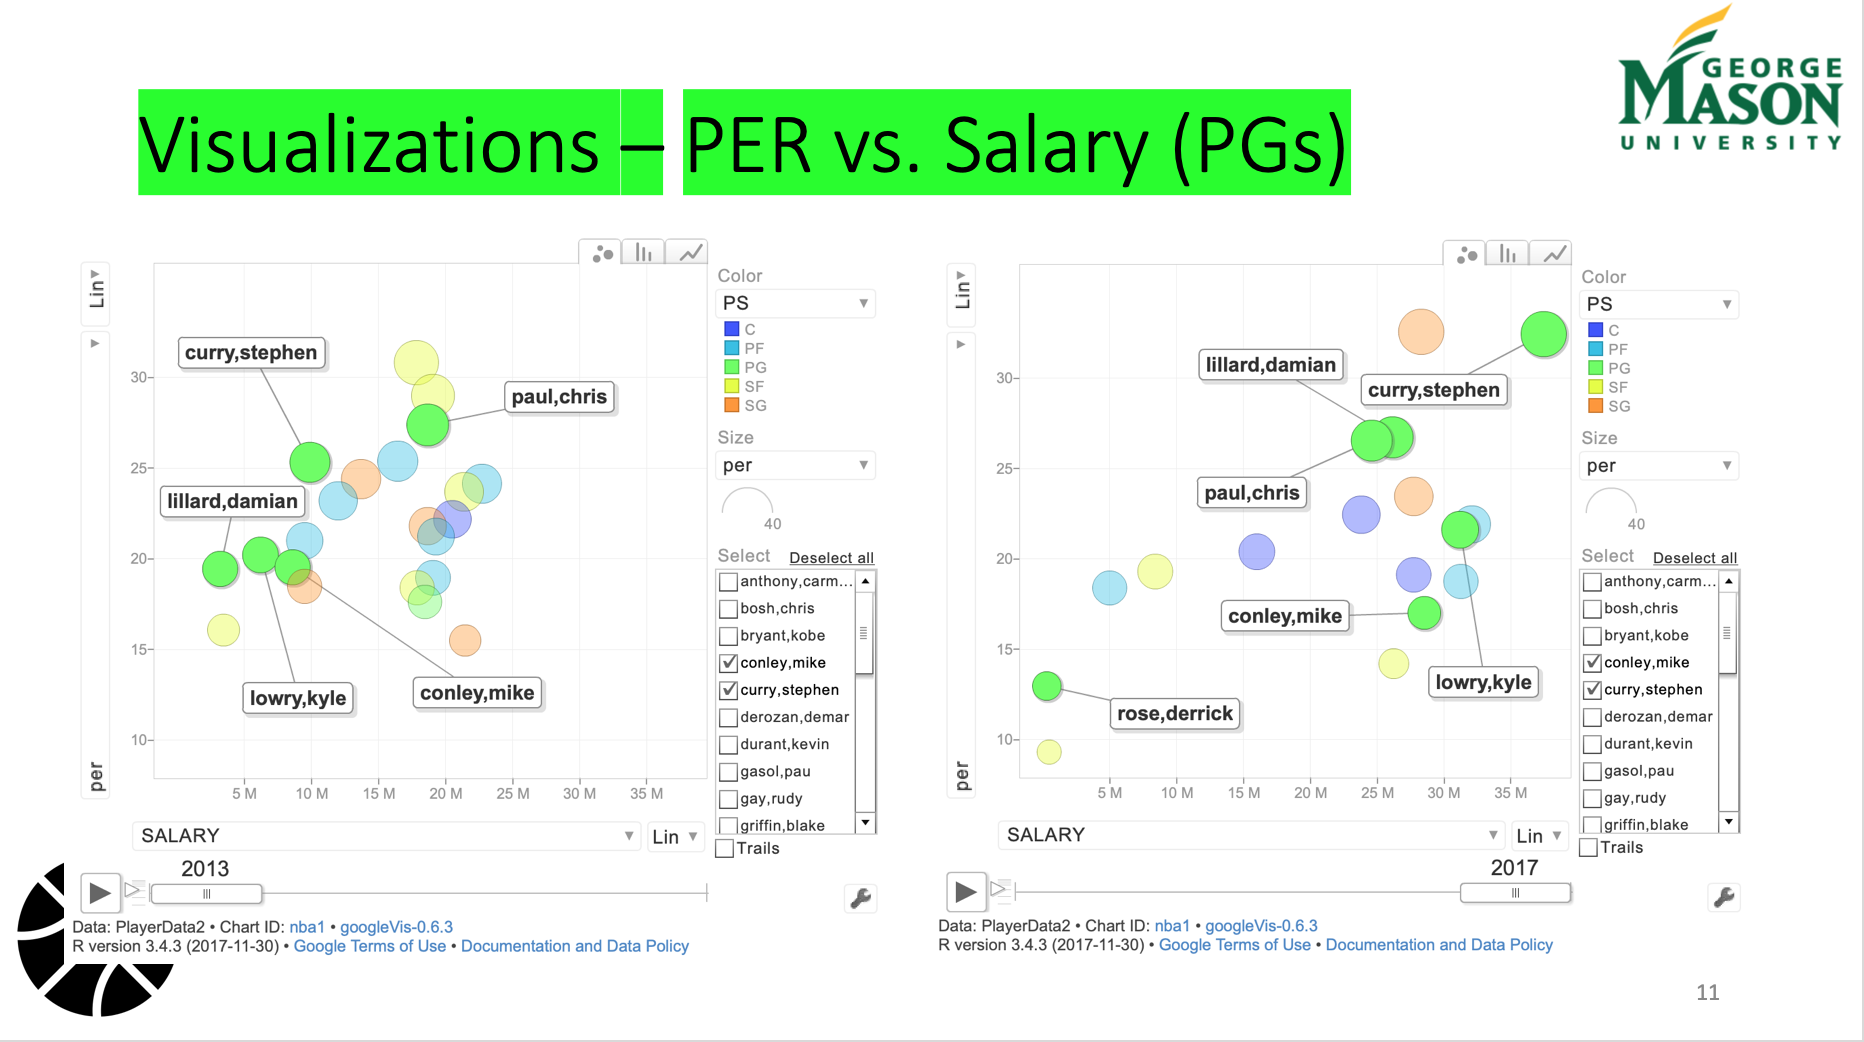 GEORGE
MASON
UNIVERSITY
Visualizations – PER vs. Salary (PGs)
Lin
per
30
25
20
15
10
curry,stephen
paul,chris
lillard,damian
lowry,kyle
conley,mike
5 M 10 M 15 M 20 M 25 M 30 M 35 M
SALARY
Lin
2013
Color
PS
C
PF
PG
SF
SG
Size
per
40
Select Deselect all
anthony,carm...
bosh,chris
bryant,kobe
conley,mike
curry,stephen
derozan,demar
durant,kevin
gasol,pau
gay,rudy
griffin,blake
Trails
Data: PlayerData2 • Chart ID: nba1 • googleVis-0.6.3
R version 3.4.3 (2017-11-30) • Google Terms of Use • Documentation and Data Policy
Lin
per
30
25
20
15
10
lillard,damian
curry,stephen
paul,chris
conley,mike
lowry,kyle
rose,derrick
5 M 10 M 15 M 20 M 25 M 30 M 35 M
SALARY
Lin
2017
Color
PS
C
PF
PG
SF
SG
Size
per
40
Select Deselect all
anthony,carm...
bosh,chris
bryant,kobe
conley,mike
curry,stephen
derozan,demar
durant,kevin
gasol,pau
gay,rudy
griffin,blake
Trails
Data: PlayerData2 • Chart ID: nba1 • googleVis-0.6.3
R version 3.4.3 (2017-11-30) • Google Terms of Use • Documentation and Data Policy
11